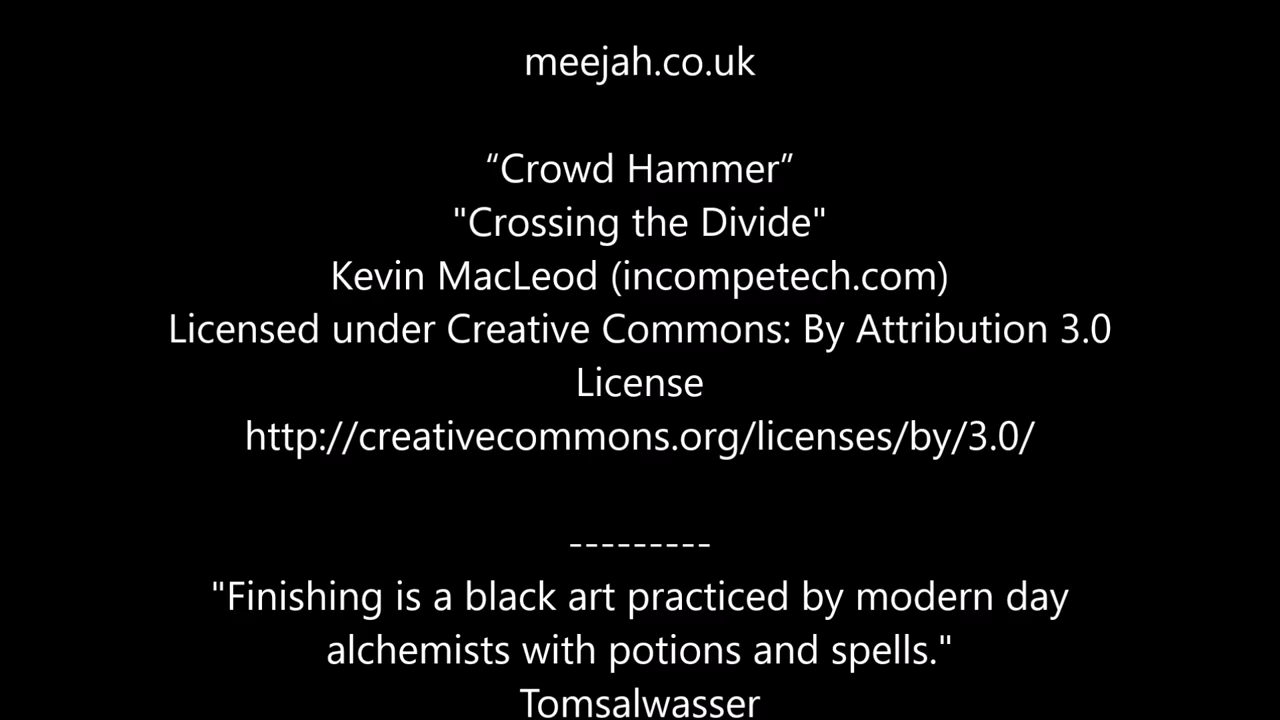 meejah.co.uk
“Crowd Hammer”
"Crossing the Divide"
Kevin MacLeod (incompetech.com)
Licensed under Creative Commons: By Attribution 3.0
License
http://creativecommons.org/licenses/by/3.0/
---------
"Finishing is a black art practiced by modern day
alchemists with potions and spells."
Tomsalwasser